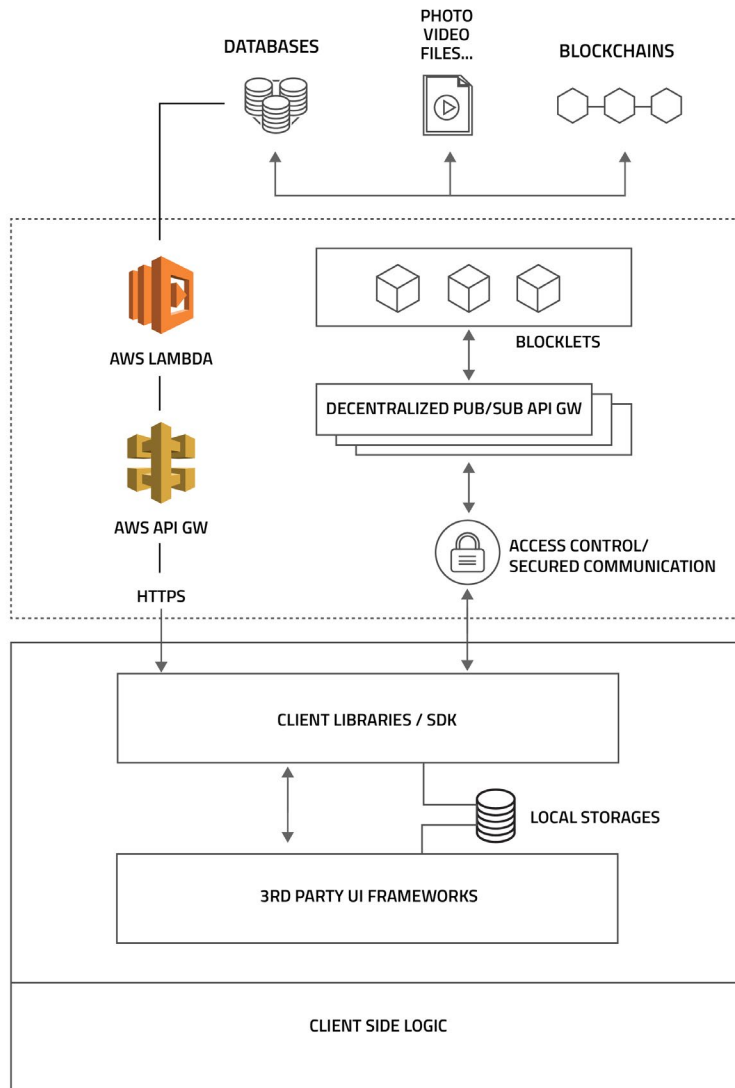 DATABASES
PHOTO
VIDEO
FILES...
BLOCKCHAINS
AWS LAMBDA
BLOCKLETS
DECENTRALIZED PUB/SUB API GW
AWS API GW
ACCESS CONTROL/
SECURED COMMUNICATION
HTTPS
CLIENT LIBRARIES / SDK
LOCAL STORAGES
3RD PARTY UI FRAMEWORKS
CLIENT SIDE LOGIC